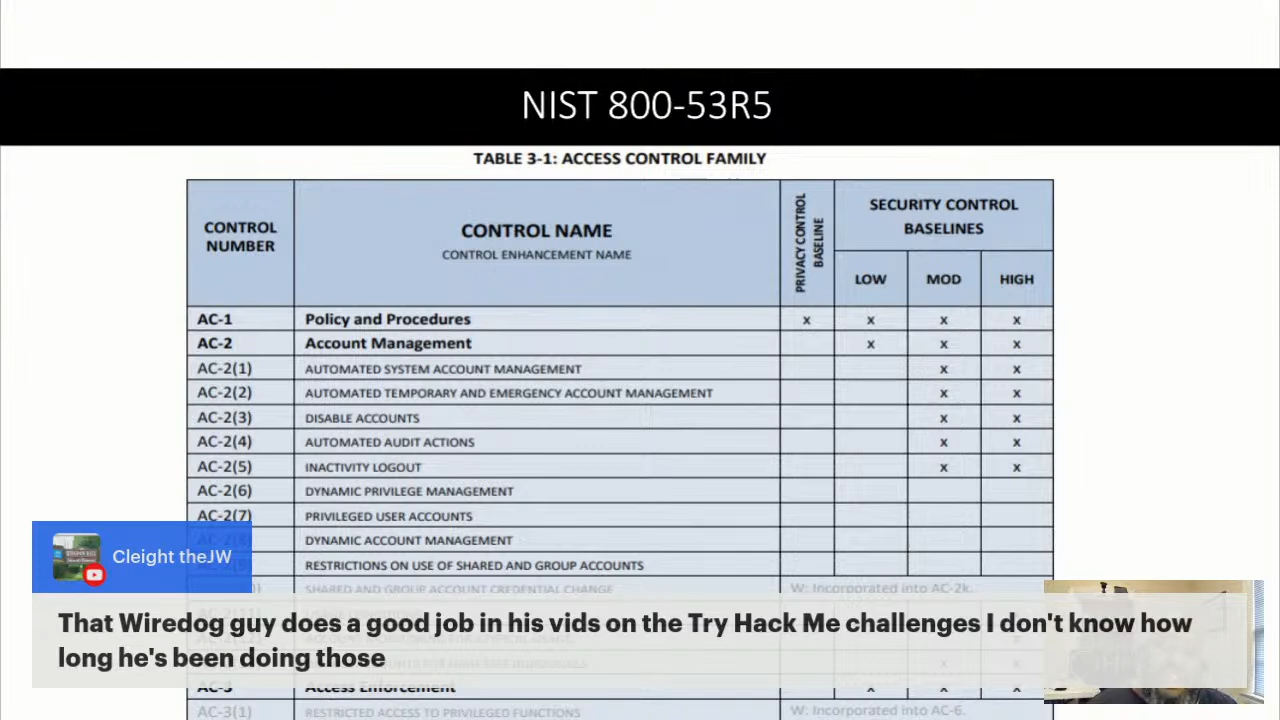 NIST 800-53R5
TABLE 3-1: ACCESS CONTROL FAMILY
CONTROL NUMBER
CONTROL NAME
CONTROL ENHANCEMENT NAME
PRIVACY CONTROL BASELINE
SECURITY CONTROL BASELINES
LOW MOD HIGH
AC-1 Policy and Procedures x x x x
AC-2 Account Management x x x
AC-2(1) AUTOMATED SYSTEM ACCOUNT MANAGEMENT x x
AC-2(2) AUTOMATED TEMPORARY AND EMERGENCY ACCOUNT MANAGEMENT x x
AC-2(3) DISABLE ACCOUNTS x x
AC-2(4) AUTOMATED AUDIT ACTIONS x x
AC-2(5) INACTIVITY LOGOUT x x
AC-2(6) DYNAMIC PRIVILEGE MANAGEMENT
AC-2(7) PRIVILEGED USER ACCOUNTS
DYNAMIC ACCOUNT MANAGEMENT
RESTRICTIONS ON USE OF SHARED AND GROUP ACCOUNTS
SHARED AND GROUP ACCOUNT CREDENTIAL CHANGE W: Incorporated into AC-2k.
Cleight theJW
That Wiredog guy does a good job in his vids on the Try Hack Me challenges I don't know how
long he's been doing those
AC-3 Access Enforcement x x x
AC-3(1) RESTRICTED ACCESS TO PRIVILEGED FUNCTIONS W: Incorporated into AC-6.